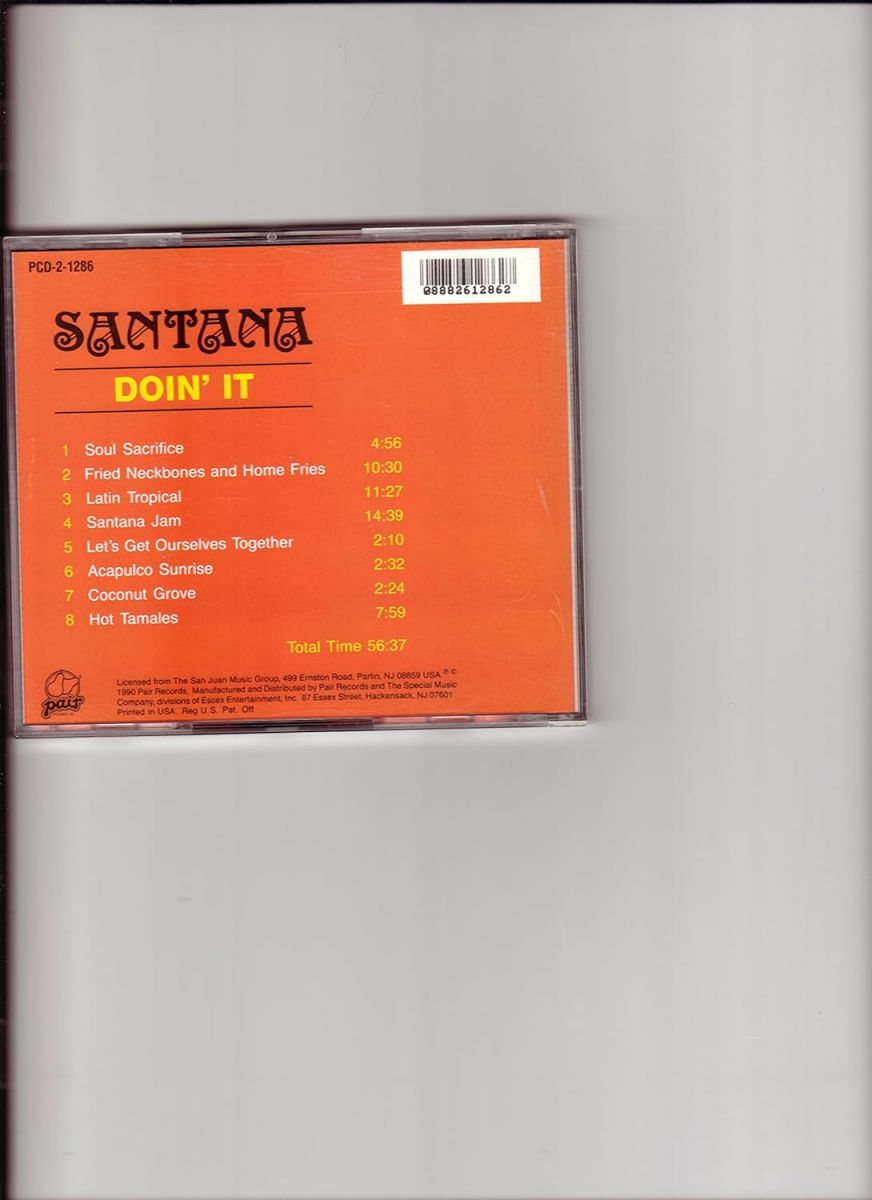 PCD-2-1286
08882612862
SANTANA
DOIN' IT
1 Soul Sacrifice 4:56
2 Fried Neckbones and Home Fries 10:30
3 Latin Tropical 11:27
4 Santana Jam 14:39
5 Let's Get Ourselves Together 2:10
6 Acapulco Sunrise 2:32
7 Coconut Grove 2:24
8 Hot Tamales 7:59
Total Time 56:37
pair
Licensed from The San Juan Music Group, 499 Ernston Road, Parlin, NJ 08859 USA ℗ ©
1990 Pair Records. Manufactured and Distributed by Pair Records and The Special Music
Company, divisions of Essex Entertainment, Inc. 87 Essex Street, Hackensack, NJ 07601.
Printed in USA. Reg U.S. Pat. Off.